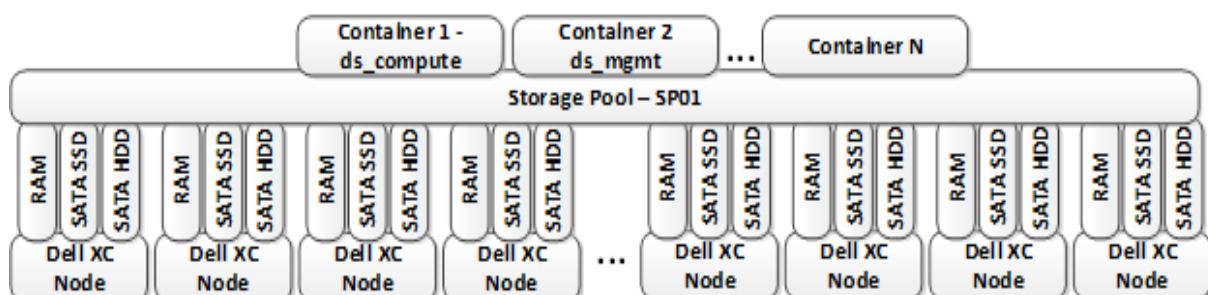 Container 1 -
ds_compute
Container 2
ds_mgmt
...
Container N
Storage Pool – SP01
RAM
SATA SSD
SATA HDD
RAM
SATA SSD
SATA HDD
RAM
SATA SSD
SATA HDD
RAM
SATA SSD
SATA HDD
RAM
SATA SSD
SATA HDD
RAM
SATA SSD
SATA HDD
RAM
SATA SSD
SATA HDD
RAM
SATA SSD
SATA HDD
Dell XC
Node
Dell XC
Node
Dell XC
Node
Dell XC
Node
...
Dell XC
Node
Dell XC
Node
Dell XC
Node
Dell XC
Node